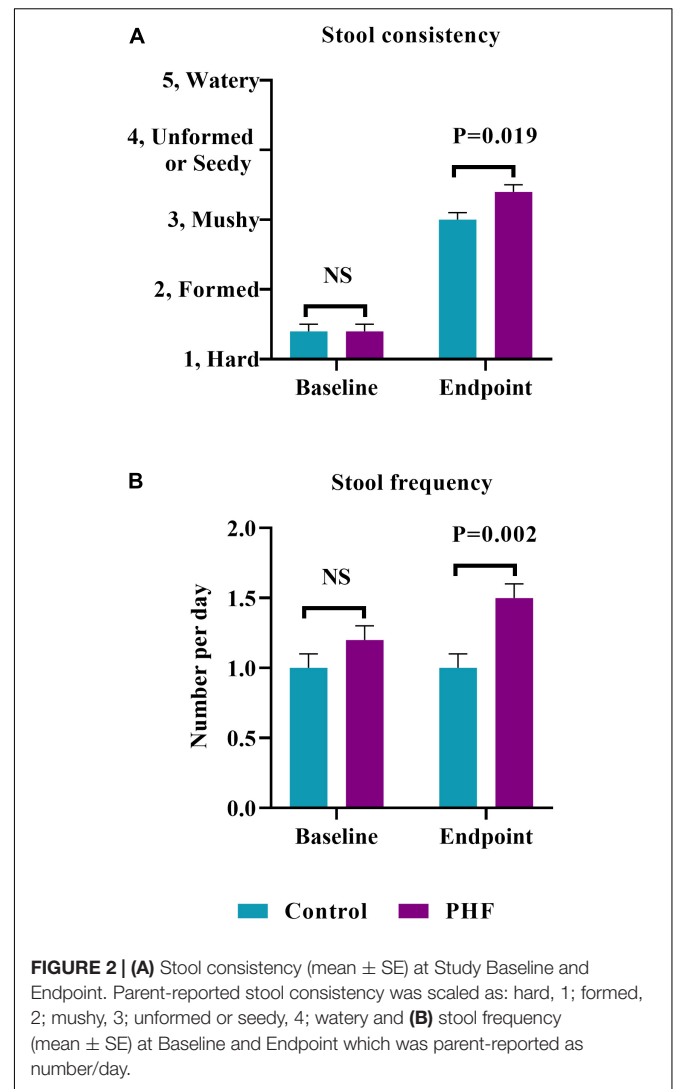 A
Stool consistency
5, Watery
4, Unformed
or Seedy
P=0.019
3, Mushy
NS
2, Formed
1, Hard
Baseline Endpoint
B
Stool frequency
2.0
P=0.002
NS
1.5
Number per day
1.0
0.5
0.0
Baseline Endpoint
Control PHF
FIGURE 2 | (A) Stool consistency (mean ± SE) at Study Baseline and
Endpoint. Parent-reported stool consistency was scaled as: hard, 1; formed,
2; mushy, 3; unformed or seedy, 4; watery and (B) stool frequency
(mean ± SE) at Baseline and Endpoint which was parent-reported as
number/day.